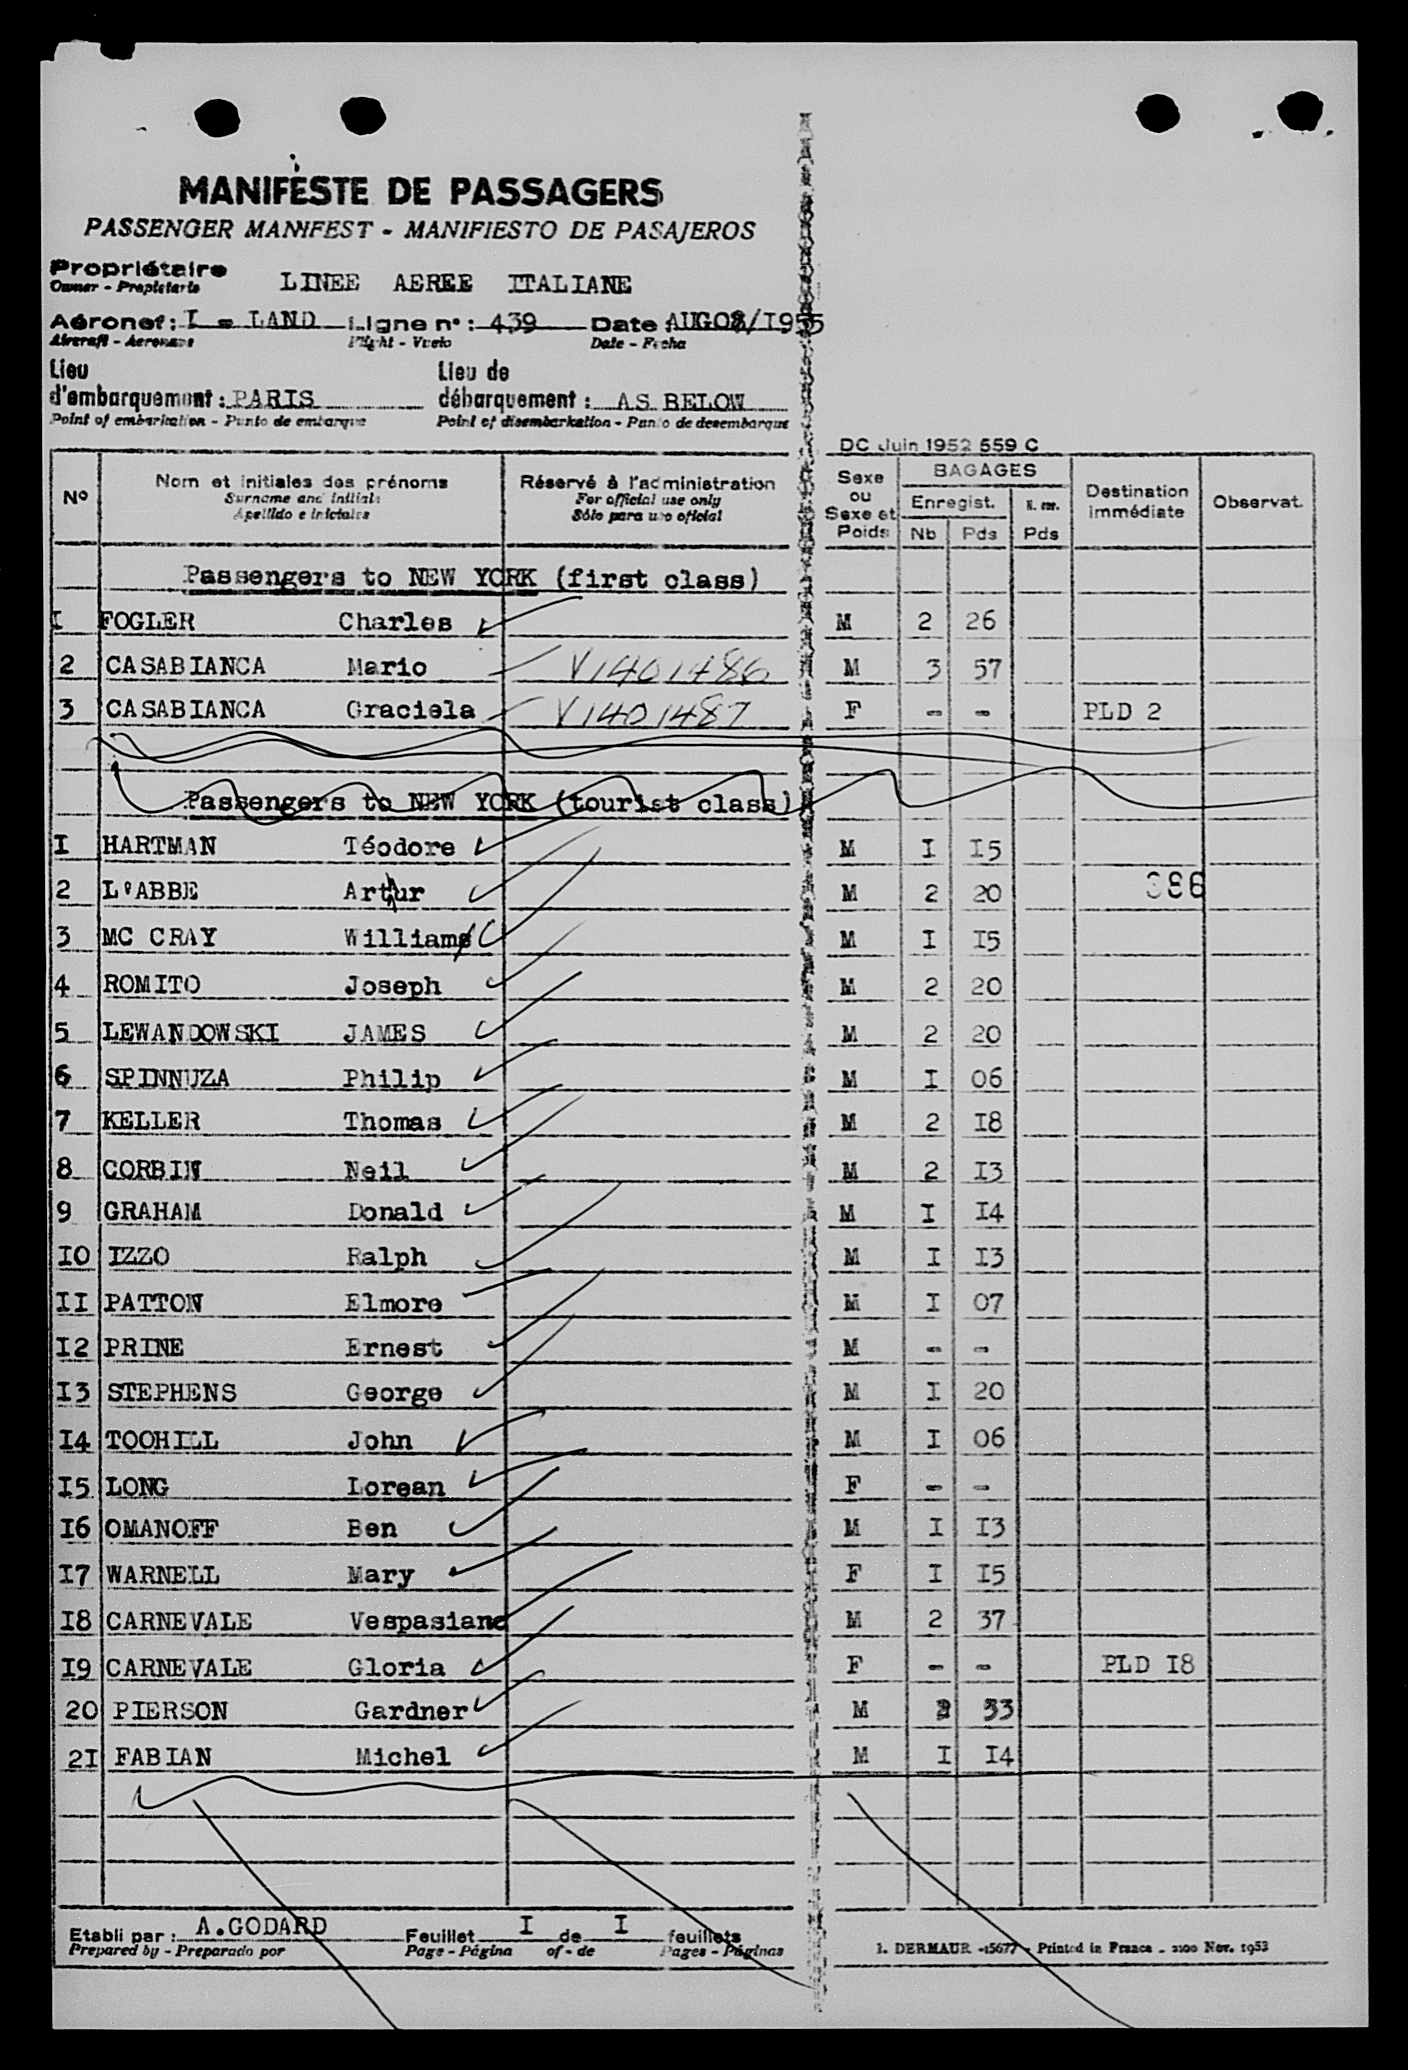 MANIFESTE DE PASSAGERS
PASSENGER MANIFEST - MANIFIESTO DE PASAJEROS
Propriétaire LINEE AEREE ITALIANE
Owner - Propietario
Aéronef : I - LAND Ligne n° : 439 Date : AUG08/1955
Aircraft - Aeronave Flight - Vuelo Date - Fecha
Lieu d'embarquement : PARIS Lieu de débarquement : AS BELOW
Point of embarkation - Punto de embarque Point of disembarkation - Punto de desembarque
DC Juin 1952 559 C
N° Nom et initiales des prénoms Réservé à l'administration Sexe ou Sexe et Poids BAGAGES Destination immédiate Observat.
Surname and initials For official use only Enregist. N. enr.
Apellido e iniciales Sólo para uso oficial Nb Pds Pds
Passengers to NEW YORK (first class)
I FOGLER Charles M 2 26
2 CASABIANCA Mario V1401486 M 3 57
3 CASABIANCA Graciela V1401487 F - - PLD 2
Passengers to NEW YORK (tourist class)
I HARTMAN Téodore M I I5
2 L'ABBE Artur M 2 20 386
3 MC CRAY Williams M I I5
4 ROMITO Joseph M 2 20
5 LEWANDOWSKI JAMES M 2 20
6 SPINNUZA Philip M I 06
7 KELLER Thomas M 2 I8
8 CORBIN Neil M 2 I3
9 GRAHAM Donald M I I4
I0 IZZO Ralph M I I3
II PATTON Elmore M I 07
I2 PRINE Ernest M - -
I3 STEPHENS George M I 20
I4 TOOHILL John M I 06
I5 LONG Lorean F - -
I6 OMANOFF Ben M I I3
I7 WARNELL Mary F I I5
I8 CARNEVALE Vespasiano M 2 37
I9 CARNEVALE Gloria F - - PLD I8
20 PIERSON Gardner M 2 33
2I FABIAN Michel M I I4
Etabli par : A.GODARD Feuillet I de I feuillets
Prepared by - Preparado por Page - Página of - de Pages - Páginas
I. DERMAUR -15677 - Printed in France - 2100 Nov. 1953